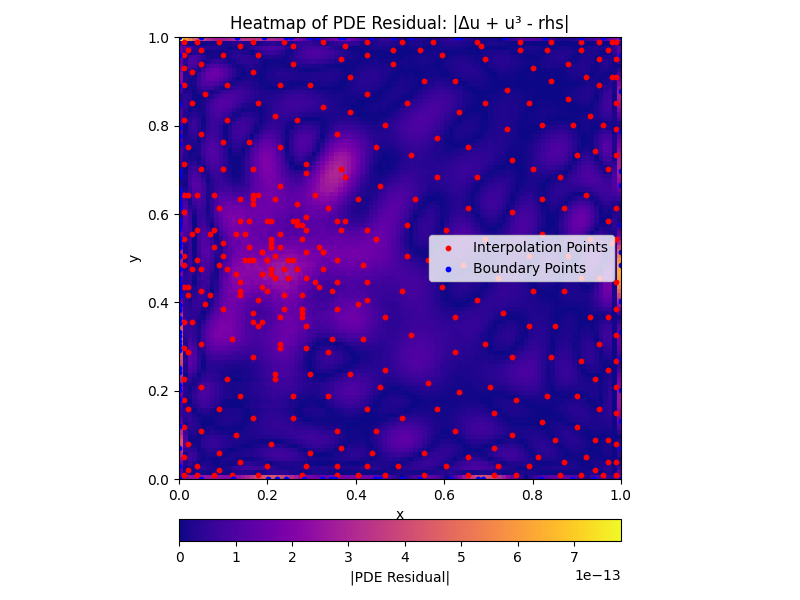 Heatmap of PDE Residual: |Δu + u³ - rhs|
1.0
0.8
0.6
0.4
0.2
0.0
y
Interpolation Points
Boundary Points
0.0 0.2 0.4 0.6 0.8 1.0
x
0 1 2 3 4 5 6 7
1e−13
|PDE Residual|